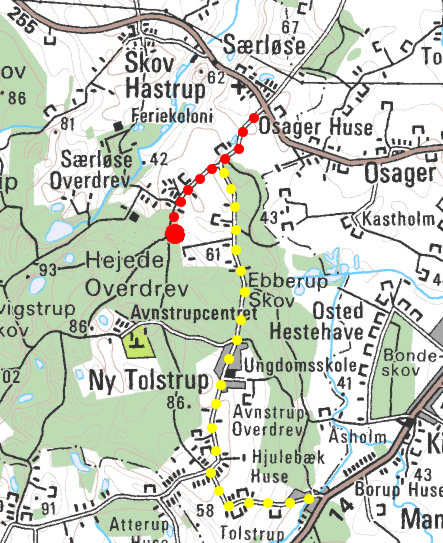 255
Skov
Hastrup
Særløse
62
67
86
81
Feriekoloni
Osager Huse
Særløse
Overdrev
42
Osager
43
Kastholm
61
Hejede
Overdrev
93
Ebberup
Skov
vigstrup
kov
86
Avnstrupcentret
Osted
Hestehave
Bonde-
skov
Ny Tolstrup
Ungdomsskole
02
86
41
Avnstrup
Overdrev
Åsholm
Hjulebæk
Huse
43
Borup Huse
14
58
91
Atterup
Huse
Tolstrup